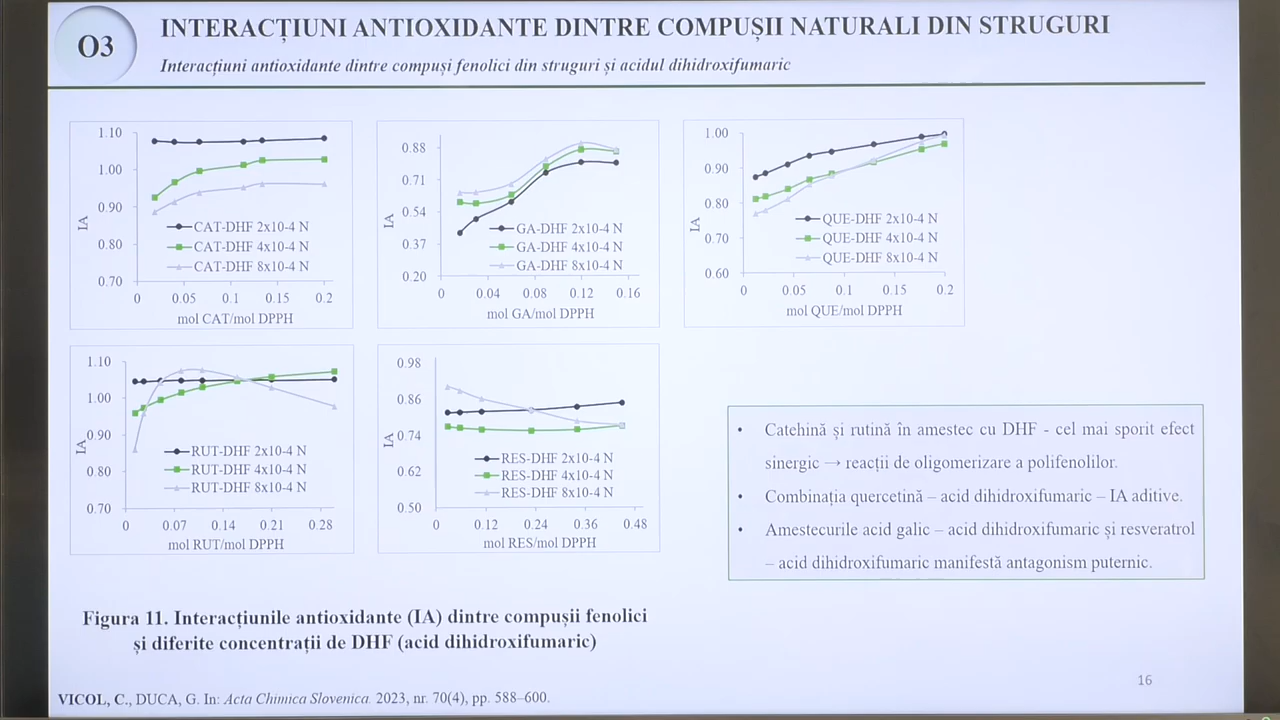 O3
INTERACȚIUNI ANTIOXIDANTE DINTRE COMPUȘII NATURALI DIN STRUGURI
Interacțiuni antioxidante dintre compuși fenolici din struguri și acidul dihidroxifumaric
1.10
1.00
0.90
0.80
0.70
IA
CAT-DHF 2x10-4 N
CAT-DHF 4x10-4 N
CAT-DHF 8x10-4 N
0 0.05 0.1 0.15 0.2
mol CAT/mol DPPH
0.88
0.71
0.54
0.37
0.20
IA
GA-DHF 2x10-4 N
GA-DHF 4x10-4 N
GA-DHF 8x10-4 N
0 0.04 0.08 0.12 0.16
mol GA/mol DPPH
1.00
0.90
0.80
0.70
0.60
IA
QUE-DHF 2x10-4 N
QUE-DHF 4x10-4 N
QUE-DHF 8x10-4 N
0 0.05 0.1 0.15 0.2
mol QUE/mol DPPH
1.10
1.00
0.90
0.80
0.70
IA
RUT-DHF 2x10-4 N
RUT-DHF 4x10-4 N
RUT-DHF 8x10-4 N
0 0.07 0.14 0.21 0.28
mol RUT/mol DPPH
0.98
0.86
0.74
0.62
0.50
IA
RES-DHF 2x10-4 N
RES-DHF 4x10-4 N
RES-DHF 8x10-4 N
0 0.12 0.24 0.36 0.48
mol RES/mol DPPH
• Catehină și rutină în amestec cu DHF - cel mai sporit efect
sinergic → reacții de oligomerizare a polifenolilor.
• Combinația quercetină – acid dihidroxifumaric – IA aditive.
• Amestecurile acid galic – acid dihidroxifumaric și resveratrol
– acid dihidroxifumaric manifestă antagonism puternic.
Figura 11. Interacțiunile antioxidante (IA) dintre compușii fenolici
și diferite concentrații de DHF (acid dihidroxifumaric)
16
VICOL, C., DUCA, G. In: Acta Chimica Slovenica. 2023, nr. 70(4), pp. 588–600.